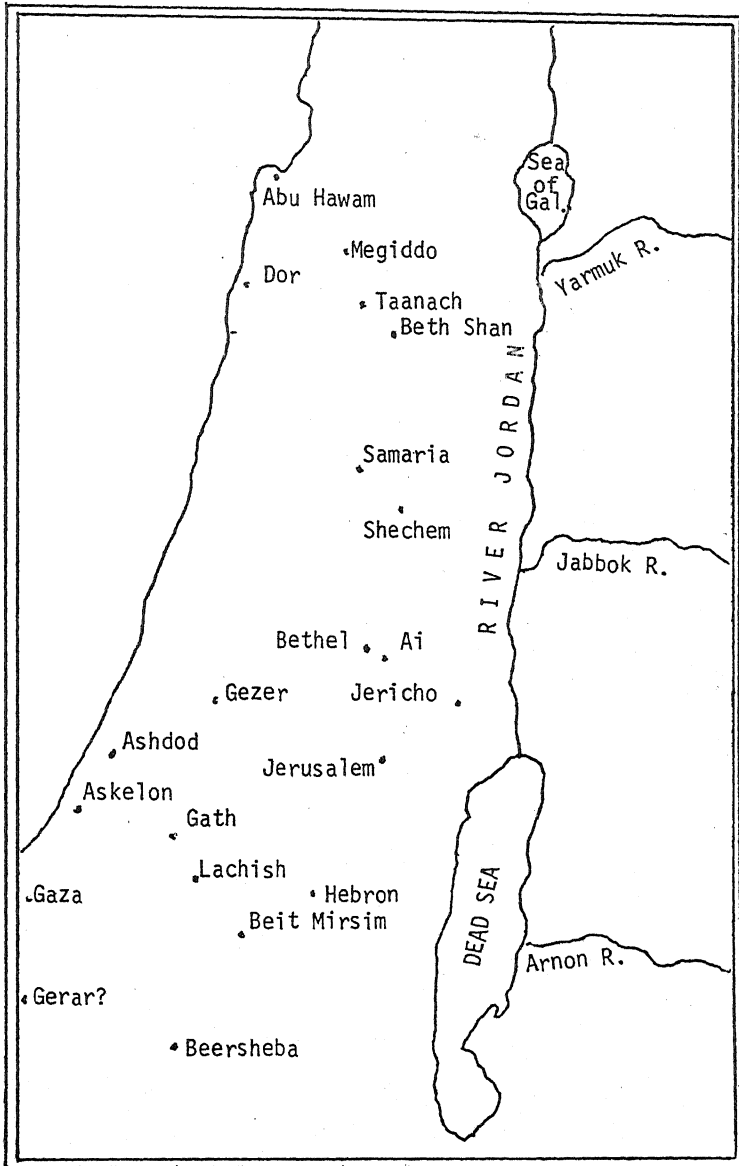 Sea
of
Gal.
Abu Hawam
Megiddo
Yarmuk R.
Dor
Taanach
Beth Shan
RIVER JORDAN
Samaria
Shechem
Jabbok R.
Bethel
Ai
Gezer
Jericho
Ashdod
Jerusalem
Askelon
Gath
Lachish
Gaza
Hebron
Beit Mirsim
DEAD SEA
Arnon R.
Gerar?
Beersheba